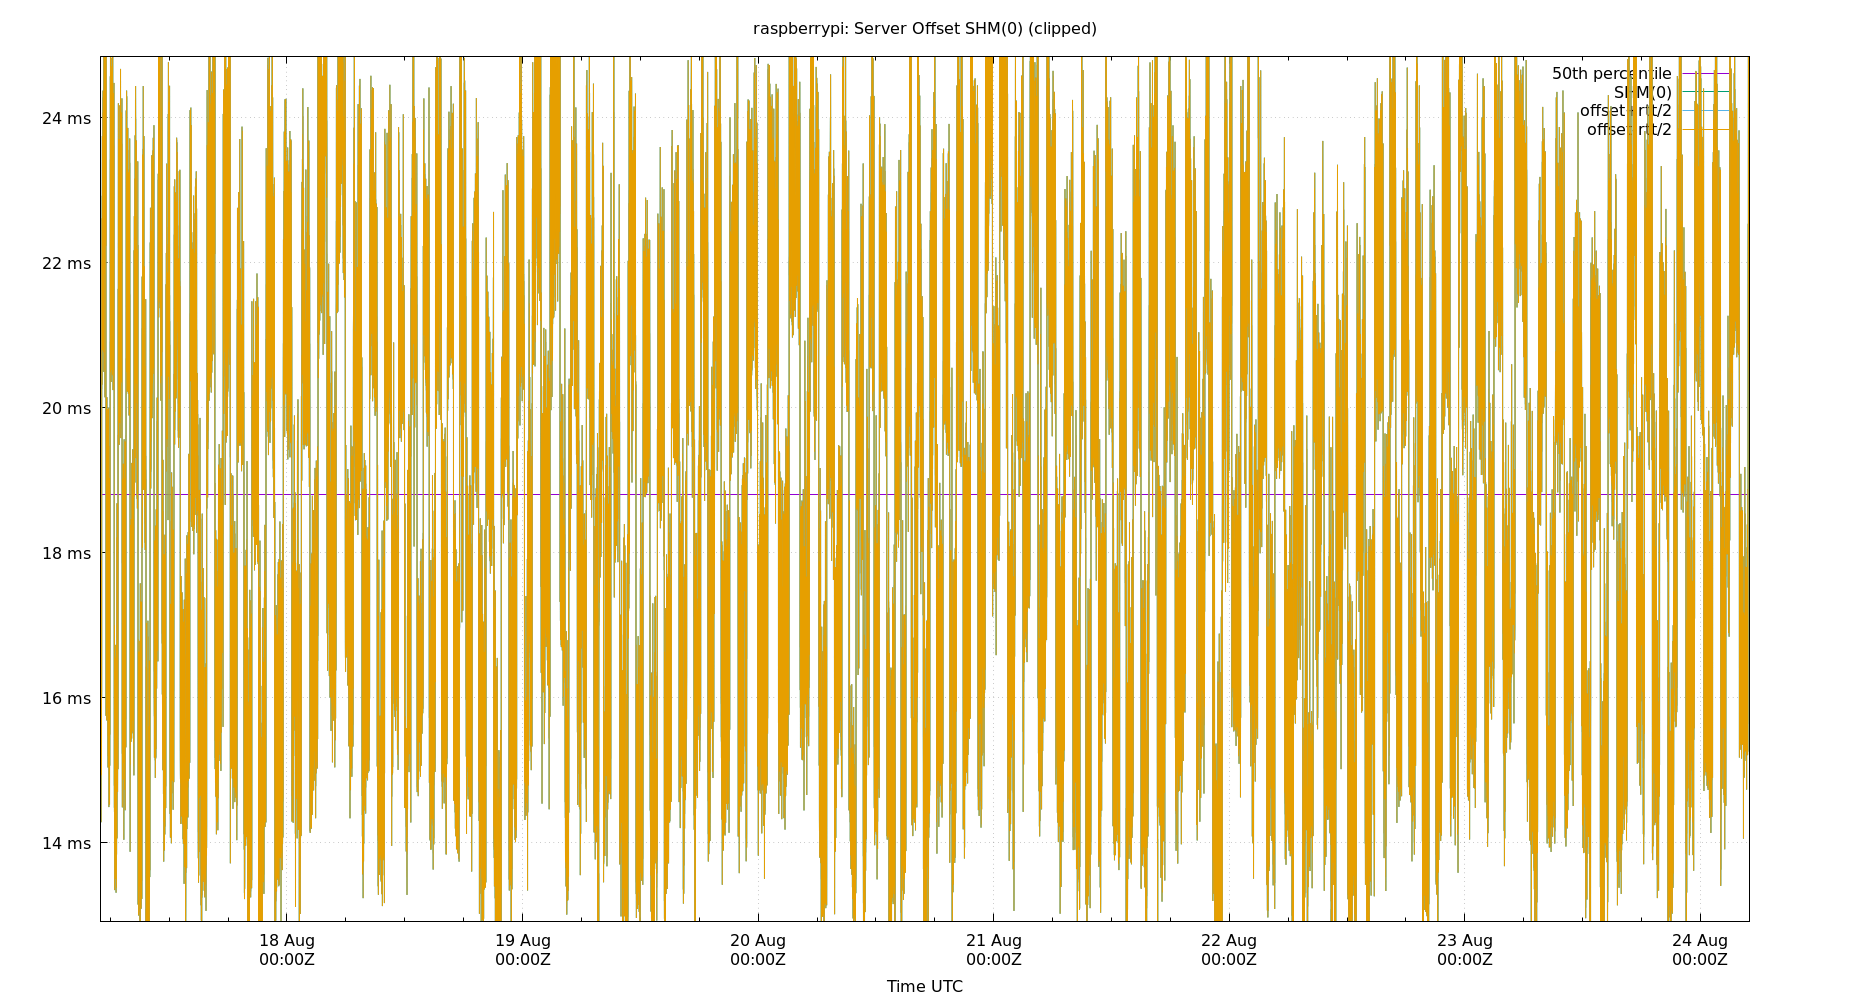 raspberrypi: Server Offset SHM(0) (clipped)
50th percentile
SHM(0)
offset+rtt/2
offset-rtt/2
24 ms
22 ms
20 ms
18 ms
16 ms
14 ms
18 Aug 19 Aug 20 Aug 21 Aug 22 Aug 23 Aug 24 Aug
00:00Z 00:00Z 00:00Z 00:00Z 00:00Z 00:00Z 00:00Z
Time UTC